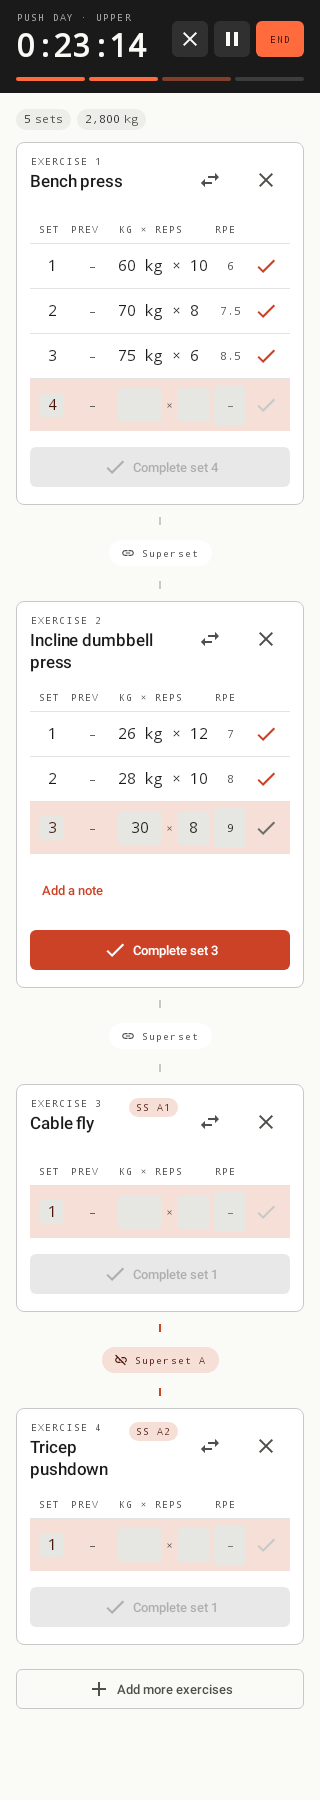 PUSH DAY · UPPER
0:23:14
END
5 sets 2,800 kg
EXERCISE 1
Bench press
SET PREV KG × REPS RPE
1 – 60 kg × 10 6
2 – 70 kg × 8 7.5
3 – 75 kg × 6 8.5
4 – × –
Complete set 4
Superset
EXERCISE 2
Incline dumbbell
press
SET PREV KG × REPS RPE
1 – 26 kg × 12 7
2 – 28 kg × 10 8
3 – 30 × 8 9
Add a note
Complete set 3
Superset
EXERCISE 3 SS A1
Cable fly
SET PREV KG × REPS RPE
1 – × –
Complete set 1
Superset A
EXERCISE 4 SS A2
Tricep
pushdown
SET PREV KG × REPS RPE
1 – × –
Complete set 1
Add more exercises